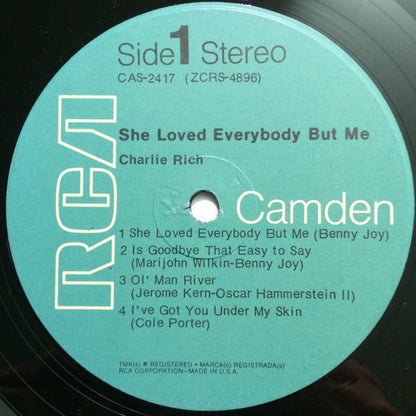 Side 1 Stereo
CAS-2417 (ZCRS-4896)
She Loved Everybody But Me
Charlie Rich
RCA
Camden
1 She Loved Everybody But Me (Benny Joy)
2 Is Goodbye That Easy to Say
(Marijohn Wilkin-Benny Joy)
3 Ol' Man River
(Jerome Kern-Oscar Hammerstein II)
4 I've Got You Under My Skin
(Cole Porter)
TMK(s) ® REGISTERED • MARCA(s) REGISTRADA(s)
RCA CORPORATION—MADE IN U.S.A.